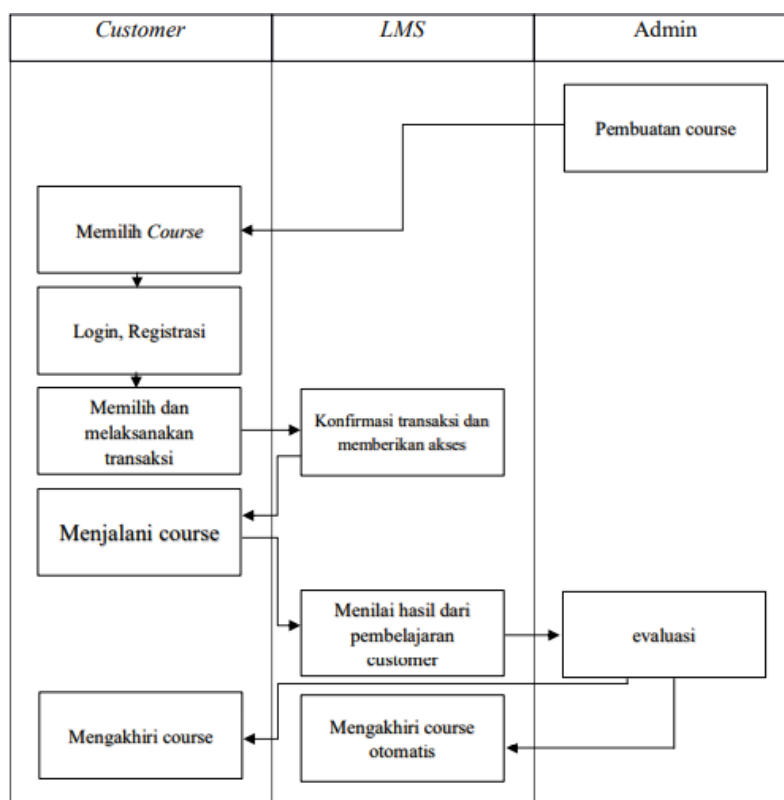 Customer
LMS
Admin
Pembuatan course
Memilih Course
Login, Registrasi
Memilih dan
melaksanakan
transaksi
Konfirmasi transaksi dan
memberikan akses
Menjalani course
Menilai hasil dari
pembelajaran
customer
evaluasi
Mengakhiri course
Mengakhiri course
otomatis